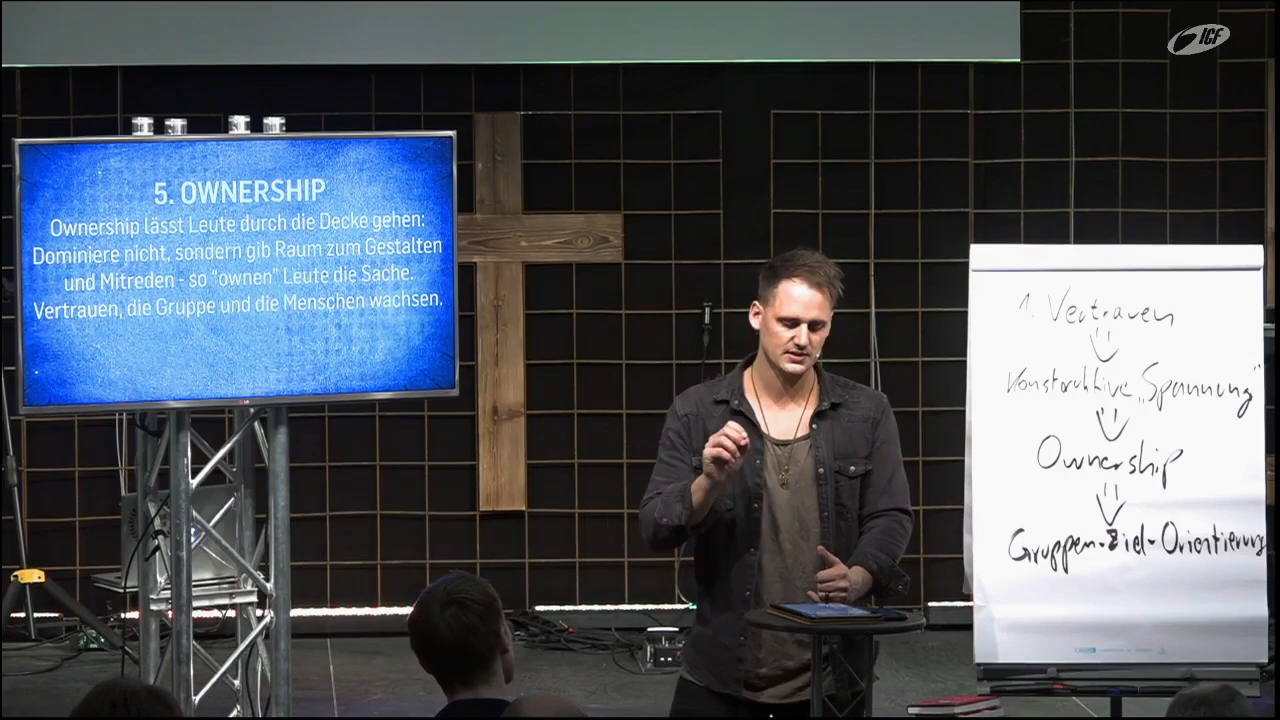 ICF
5. OWNERSHIP
Ownership lässt Leute durch die Decke gehen:
Dominiere nicht, sondern gib Raum zum Gestalten
und Mitreden - so "ownen" Leute die Sache.
Vertrauen, die Gruppe und die Menschen wachsen.
LG
1. Vertrauen
Konstruktive „Spannung"
Ownership
Gruppen-Ziel-Orientierung